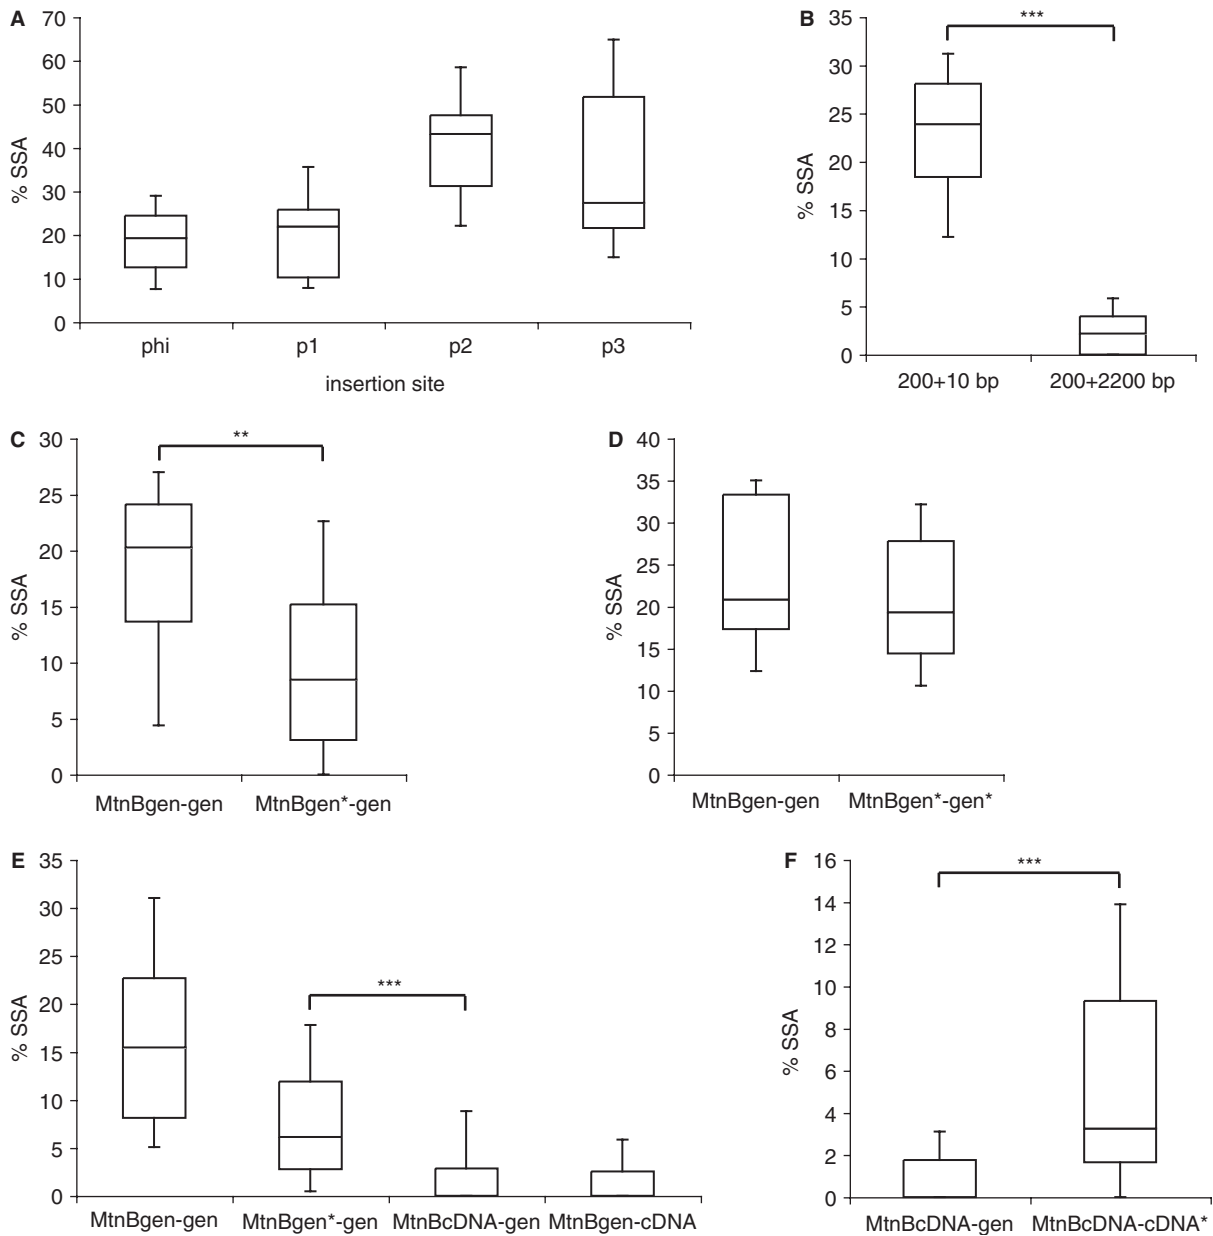 A
% SSA
70
60
50
40
30
20
10
0
phi p1 p2 p3
insertion site
B
***
% SSA
35
30
25
20
15
10
5
0
200+10 bp 200+2200 bp
C
**
% SSA
30
25
20
15
10
5
0
MtnBgen-gen MtnBgen*-gen
D
% SSA
40
35
30
25
20
15
10
5
0
MtnBgen-gen MtnBgen*-gen*
E
***
% SSA
35
30
25
20
15
10
5
0
MtnBgen-gen MtnBgen*-gen MtnBcDNA-gen MtnBgen-cDNA
F
***
% SSA
16
14
12
10
8
6
4
2
0
MtnBcDNA-gen MtnBcDNA-cDNA*